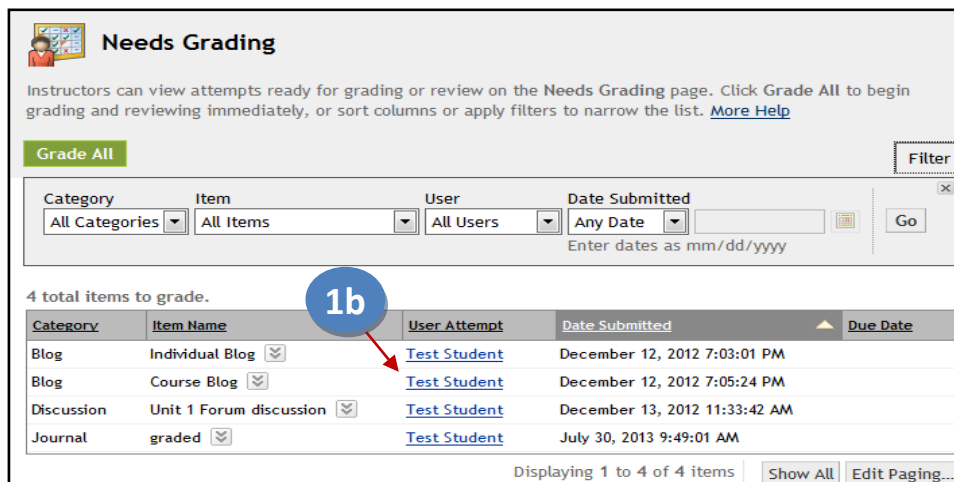 Needs Grading
Instructors can view attempts ready for grading or review on the Needs Grading page. Click Grade All to begin
grading and reviewing immediately, or sort columns or apply filters to narrow the list. More Help
Grade All
Filter
Category Item User Date Submitted
All Categories All Items All Users Any Date Go
Enter dates as mm/dd/yyyy
4 total items to grade.
1b
Category Item Name User Attempt Date Submitted Due Date
Blog Individual Blog Test Student December 12, 2012 7:03:01 PM
Blog Course Blog Test Student December 12, 2012 7:05:24 PM
Discussion Unit 1 Forum discussion Test Student December 13, 2012 11:33:42 AM
Journal graded Test Student July 30, 2013 9:49:01 AM
Displaying 1 to 4 of 4 items Show All Edit Paging...